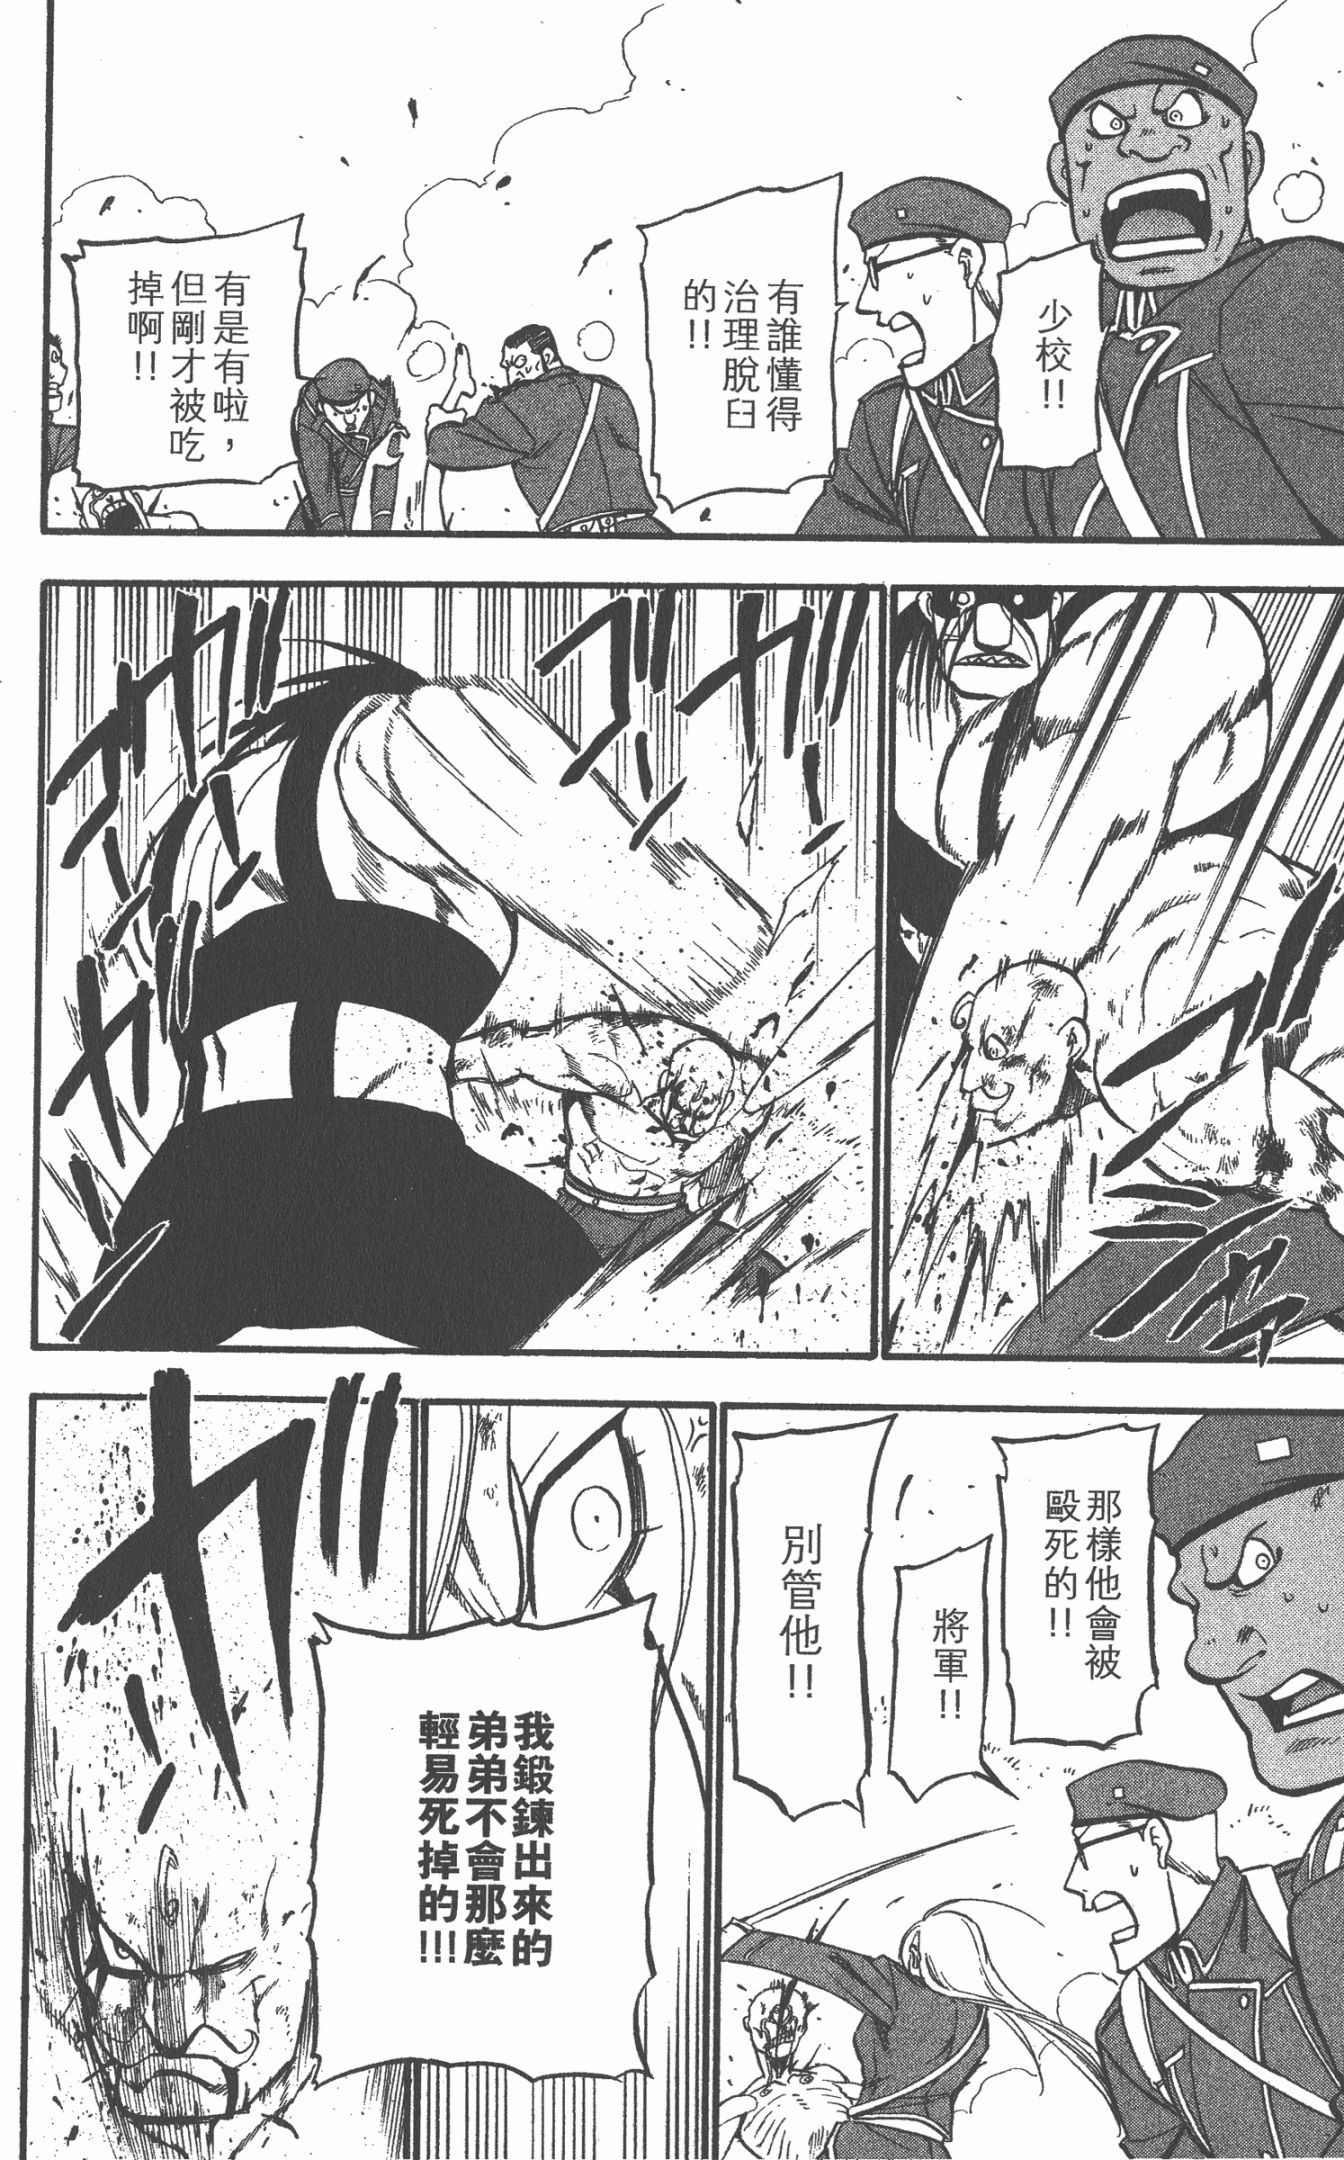 少校!!
有誰懂得
治理脫臼
的!!
有是有啦，
但剛才被吃
掉啊!!
那樣他會被
毆死的!!
將軍!!
別管他!!
我鍛鍊出來的
弟弟不會那麼
輕易死掉的!!!